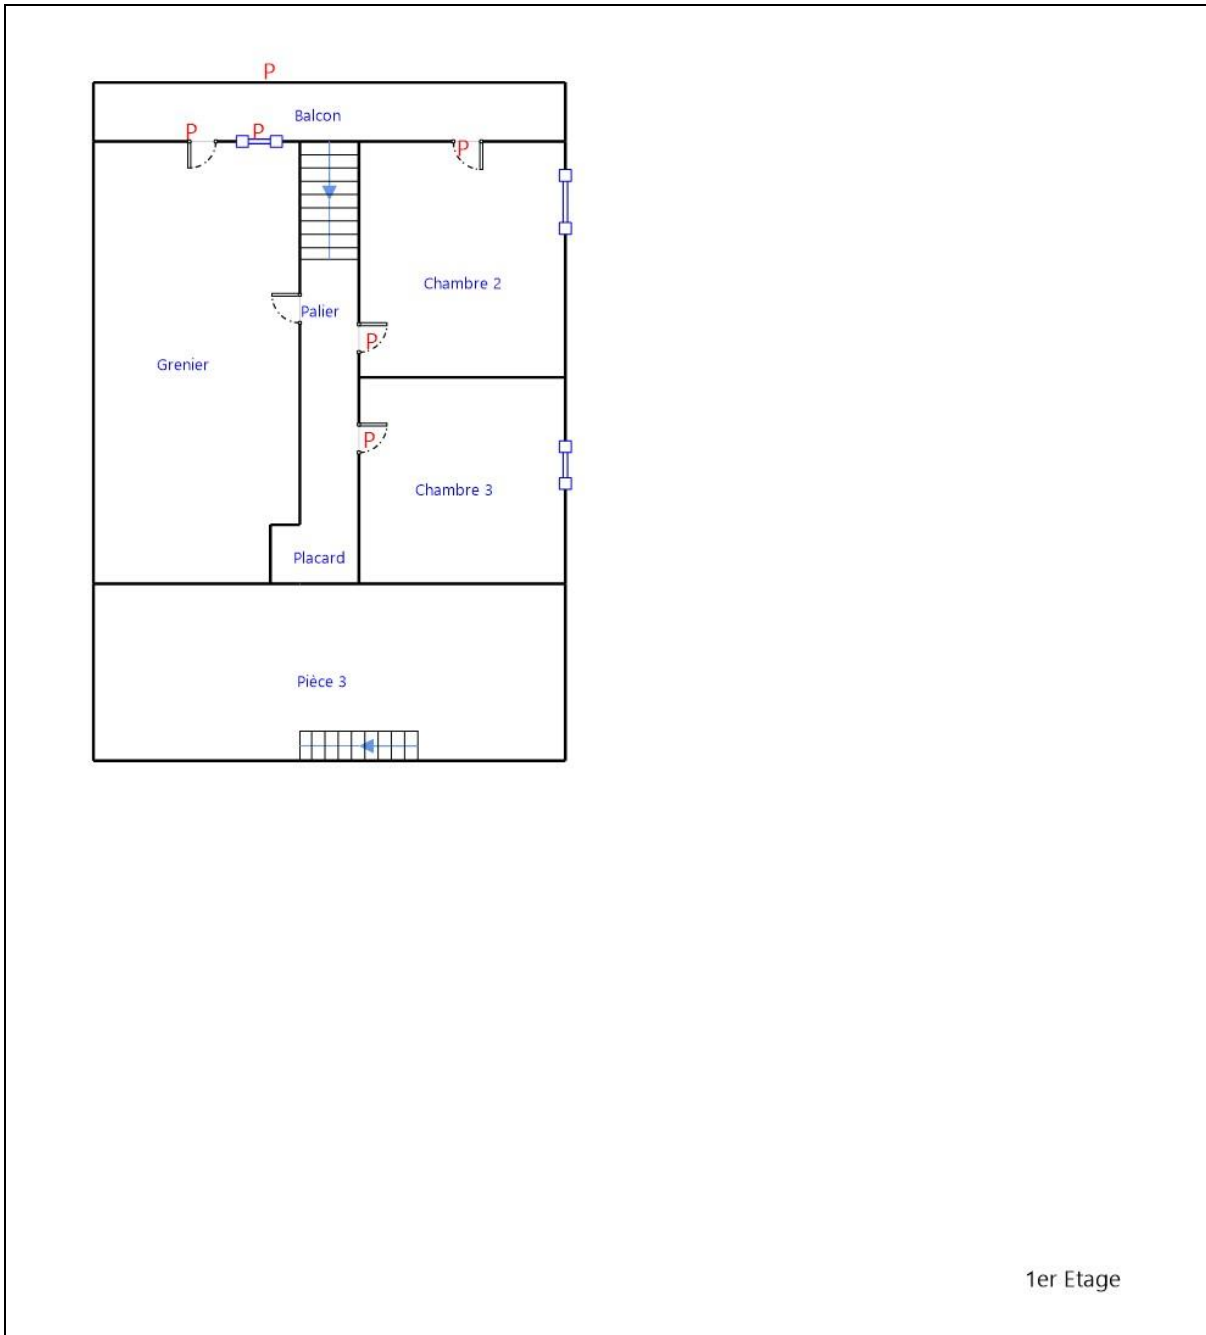 P
Balcon
P
P
P
Chambre 2
Palier
P
Grenier
P
Chambre 3
Placard
Pièce 3
1er Etage